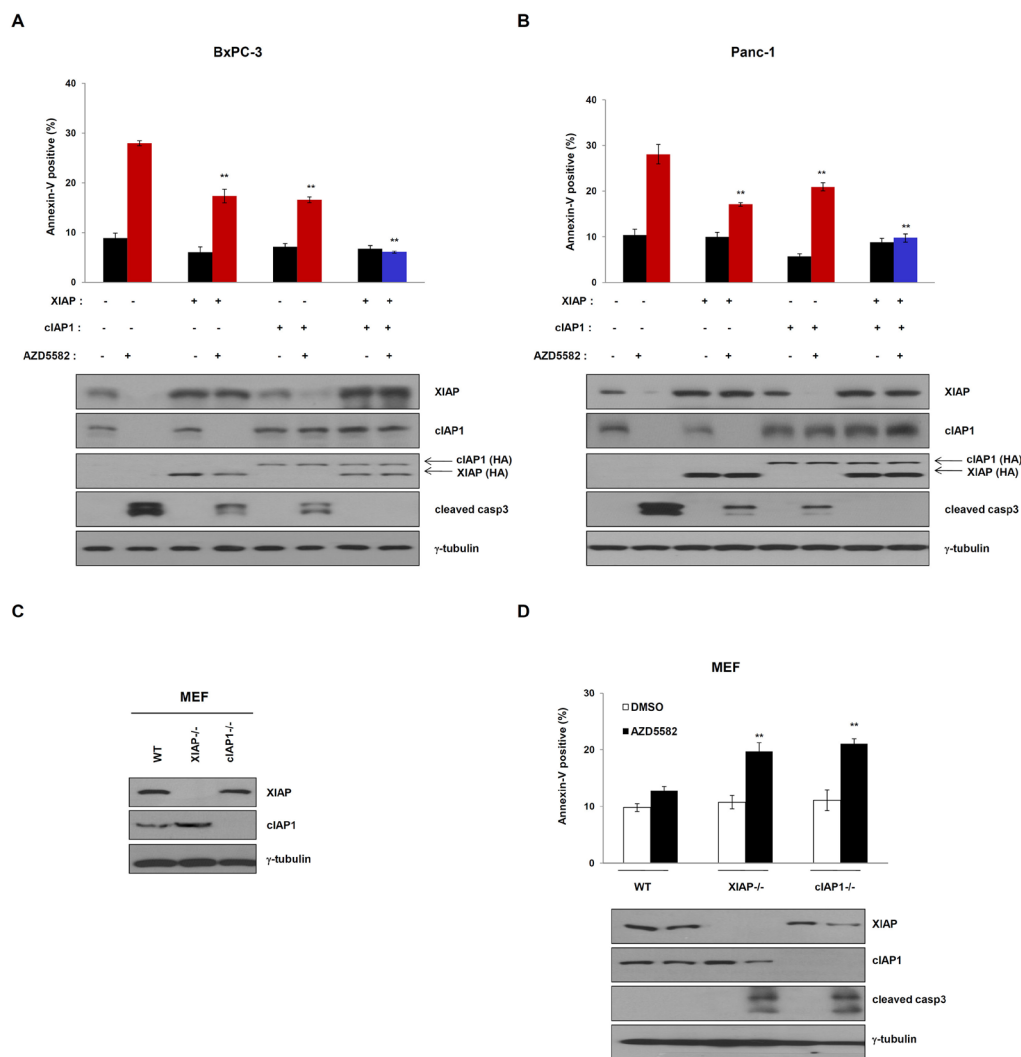 A
BxPC-3
Annexin-V positive (%)
40
30
20
10
0
**
**
**
XIAP : - - + + - - + +
cIAP1 : - - - - + + + +
AZD5582 : - + - + - + - +
XIAP
cIAP1
cIAP1 (HA)
XIAP (HA)
cleaved casp3
γ-tubulin
B
Panc-1
Annexin-V positive (%)
40
30
20
10
0
**
**
**
XIAP : - - + + - - + +
cIAP1 : - - - - + + + +
AZD5582 : - + - + - + - +
XIAP
cIAP1
cIAP1 (HA)
XIAP (HA)
cleaved casp3
γ-tubulin
C
MEF
WT XIAP-/- cIAP1-/-
XIAP
cIAP1
γ-tubulin
D
MEF
Annexin-V positive (%)
30
20
10
0
DMSO
AZD5582
**
**
WT XIAP-/- cIAP1-/-
XIAP
cIAP1
cleaved casp3
γ-tubulin